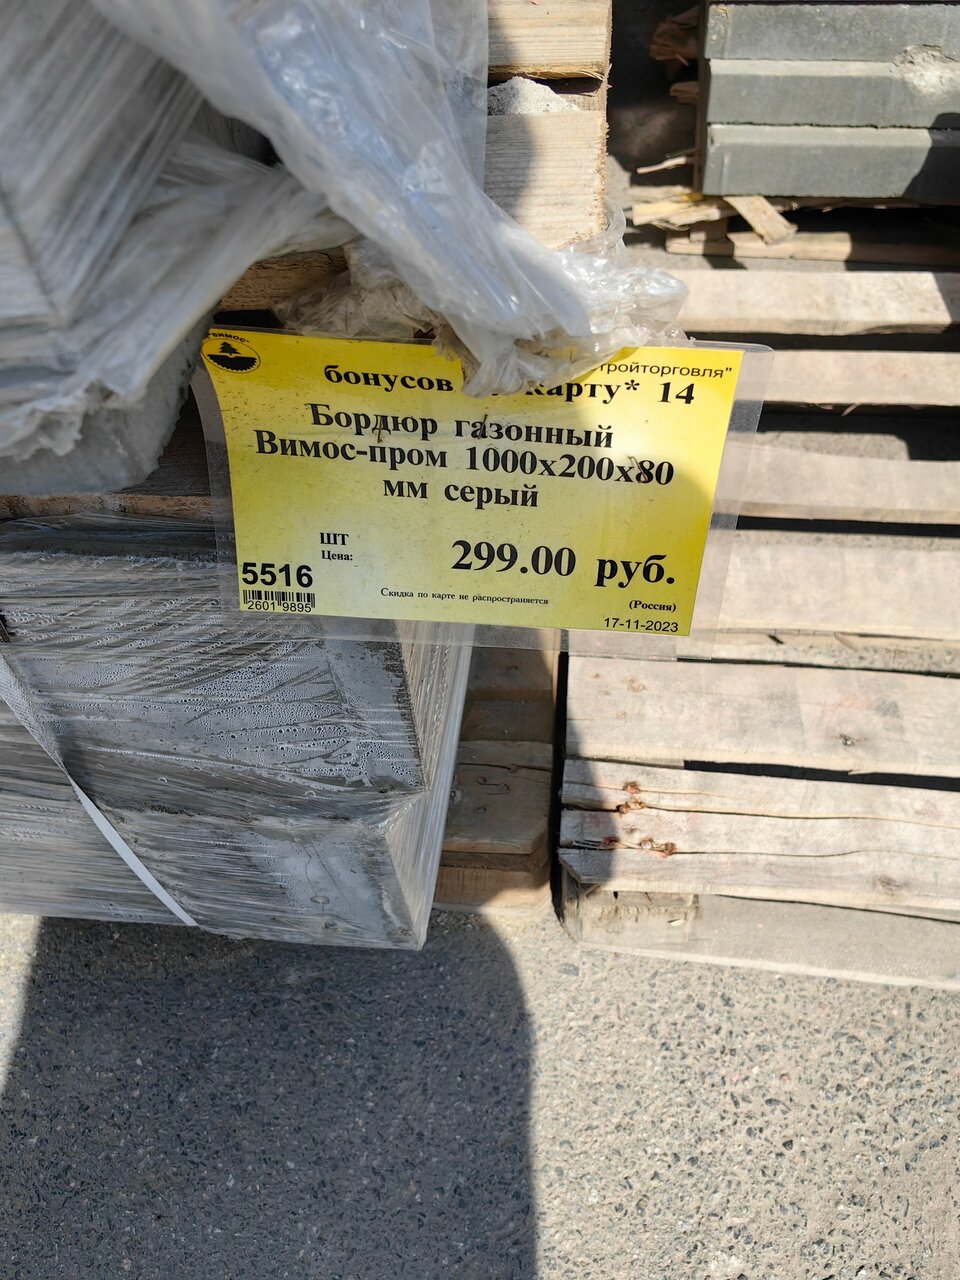 "ВИМОС"
тройторговля"
бонусов карту* 14
Бордюр газонный
Вимос-пром 1000x200x80
мм серый
ШТ
Цена:
299.00 руб.
5516
2601 9895
Скидка по карте не распространяется
(Россия)
17-11-2023